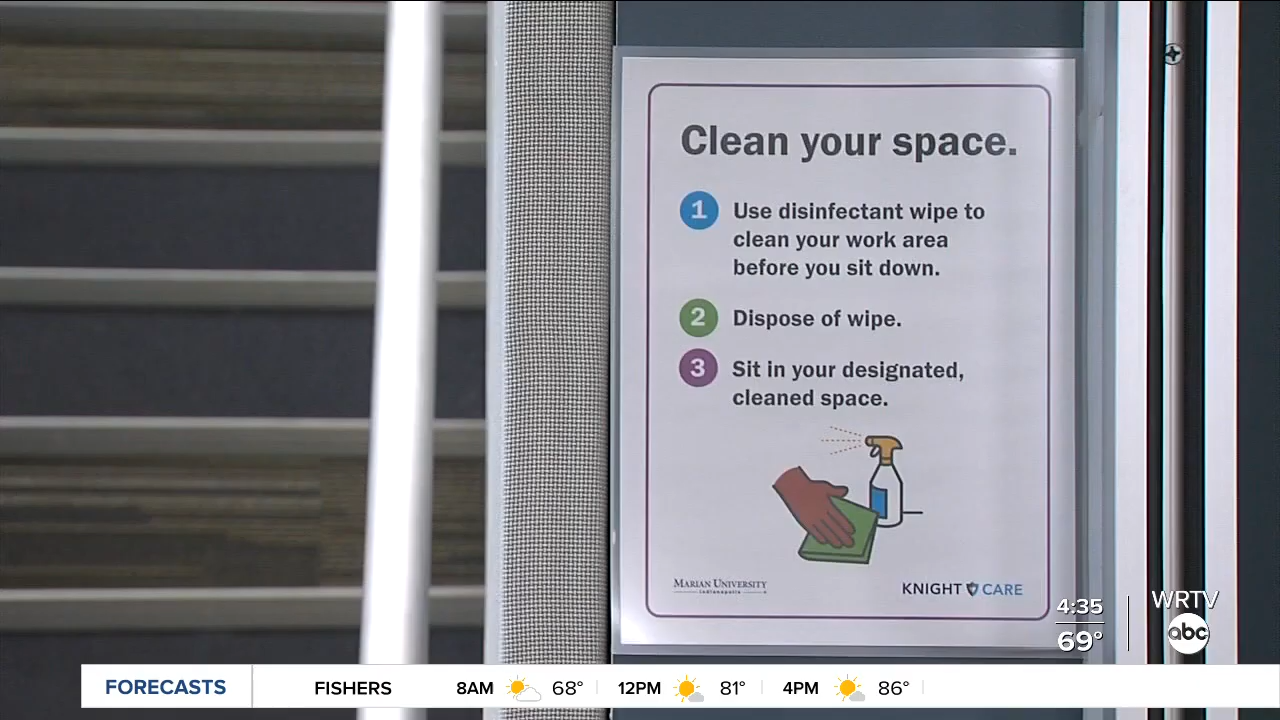 Clean your space.
1 Use disinfectant wipe to
clean your work area
before you sit down.
2 Dispose of wipe.
3 Sit in your designated,
cleaned space.
MARIAN UNIVERSITY
Indianapolis
KNIGHT CARE
4:35
69°
WRTV
abc
FORECASTS FISHERS 8AM 68° 12PM 81° 4PM 86°